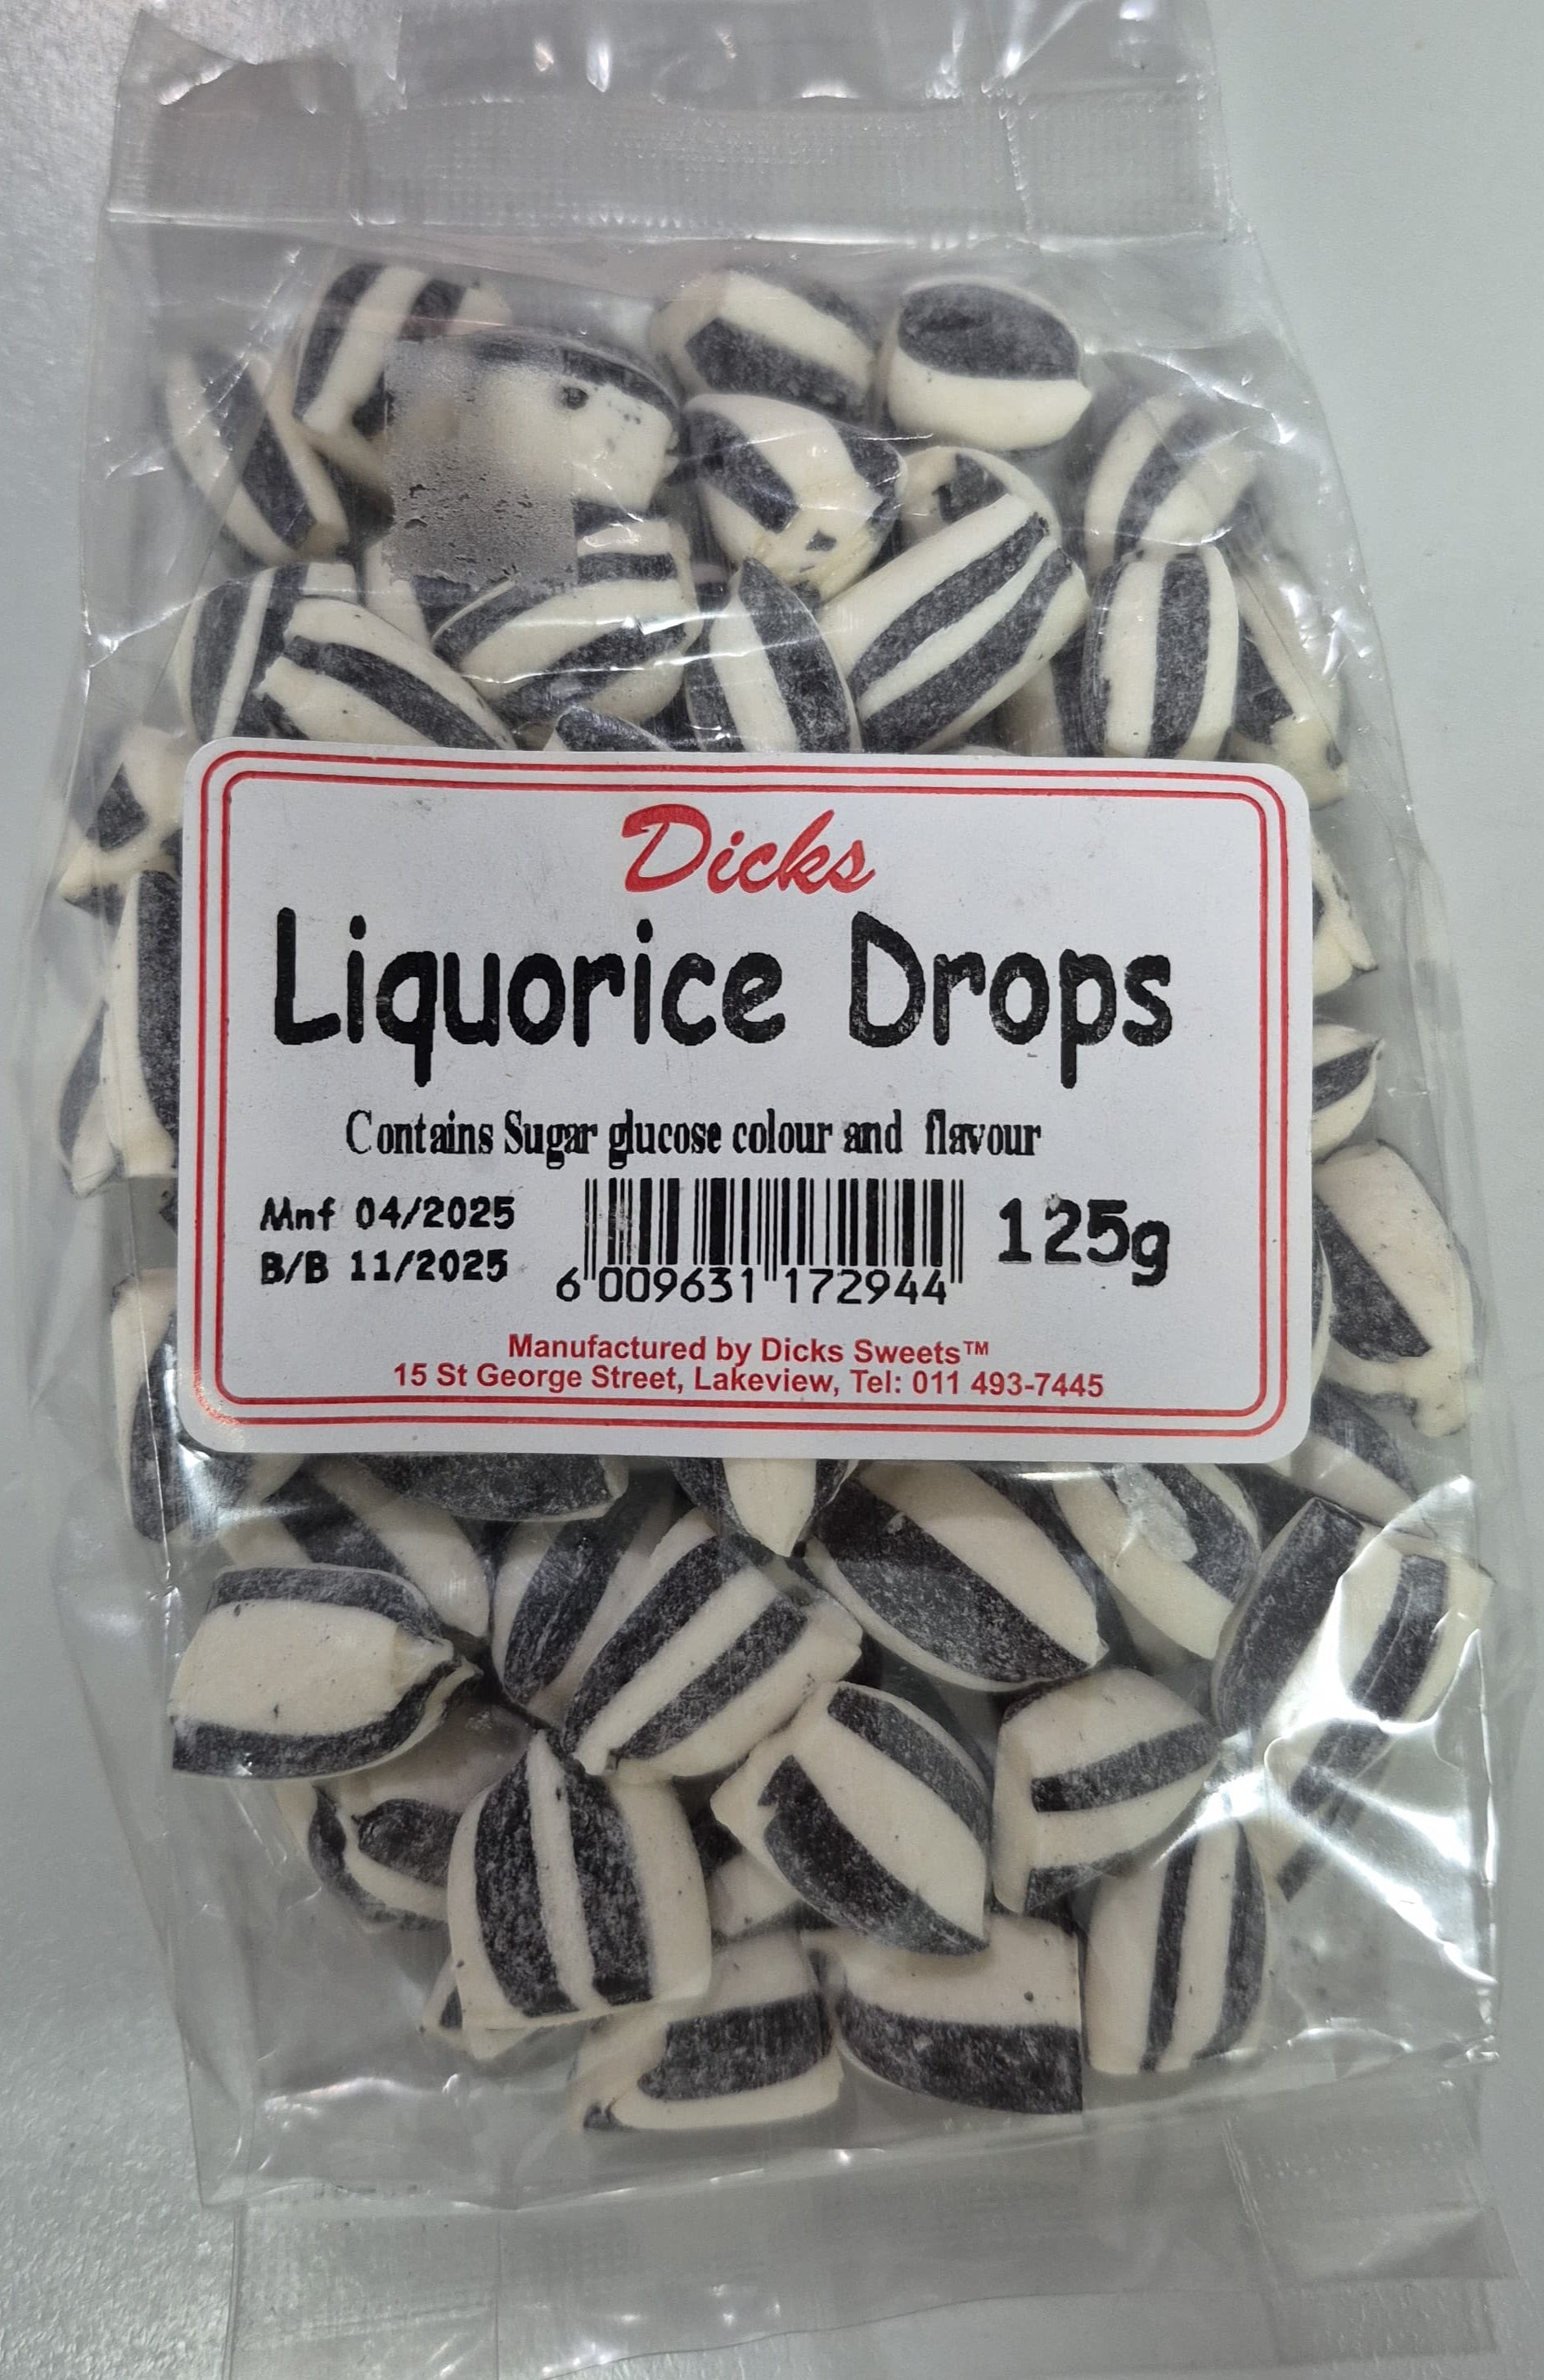 Dicks
Liquorice Drops
Contains Sugar glucose colour and flavour
Mnf 04/2025
B/B 11/2025
6 009631 172944
125g
Manufactured by Dicks Sweets™
15 St George Street, Lakeview, Tel: 011 493-7445